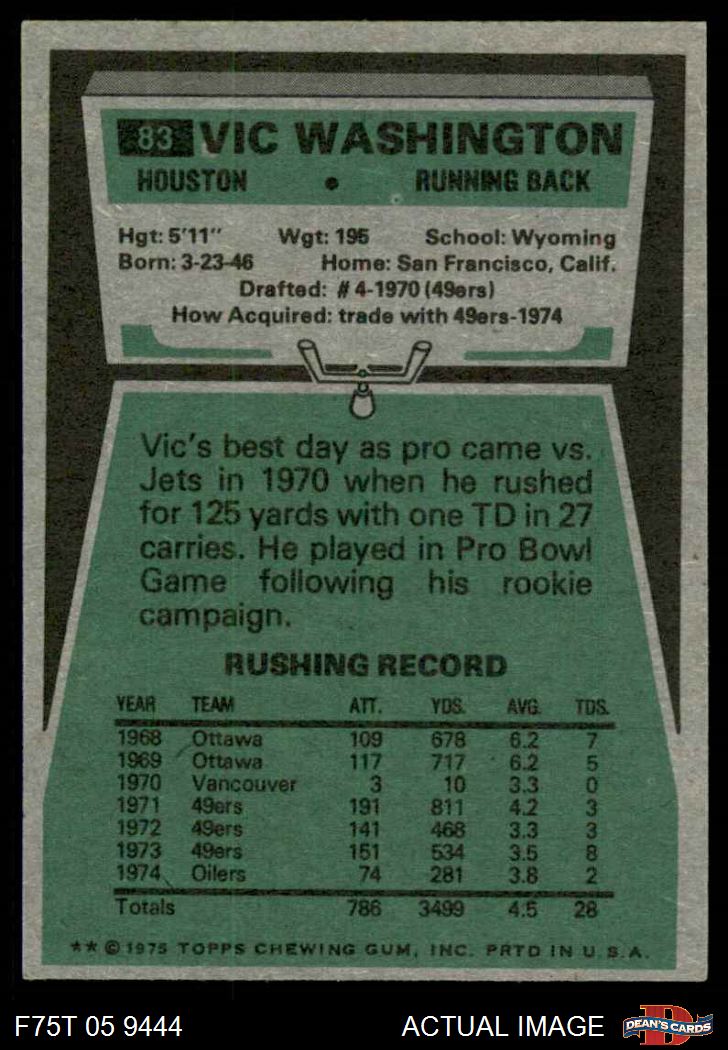 83 VIC WASHINGTON
HOUSTON • RUNNING BACK
Hgt: 5'11" Wgt: 195 School: Wyoming
Born: 3-23-46 Home: San Francisco, Calif.
Drafted: #4-1970 (49ers)
How Acquired: trade with 49ers-1974
Vic's best day as pro came vs.
Jets in 1970 when he rushed
for 125 yards with one TD in 27
carries. He played in Pro Bowl
Game following his rookie
campaign.
RUSHING RECORD
YEAR TEAM ATT. YDS. AVG. TDS.
1968 Ottawa 109 678 6.2 7
1969 Ottawa 117 717 6.2 5
1970 Vancouver 3 10 3.3 0
1971 49ers 191 811 4.2 3
1972 49ers 141 468 3.3 3
1973 49ers 151 534 3.5 8
1974 Oilers 74 281 3.8 2
Totals 786 3499 4.5 28
** © 1975 TOPPS CHEWING GUM, INC. PRTD IN U.S.A.
F75T 05 9444 ACTUAL IMAGE D DEAN'S CARDS